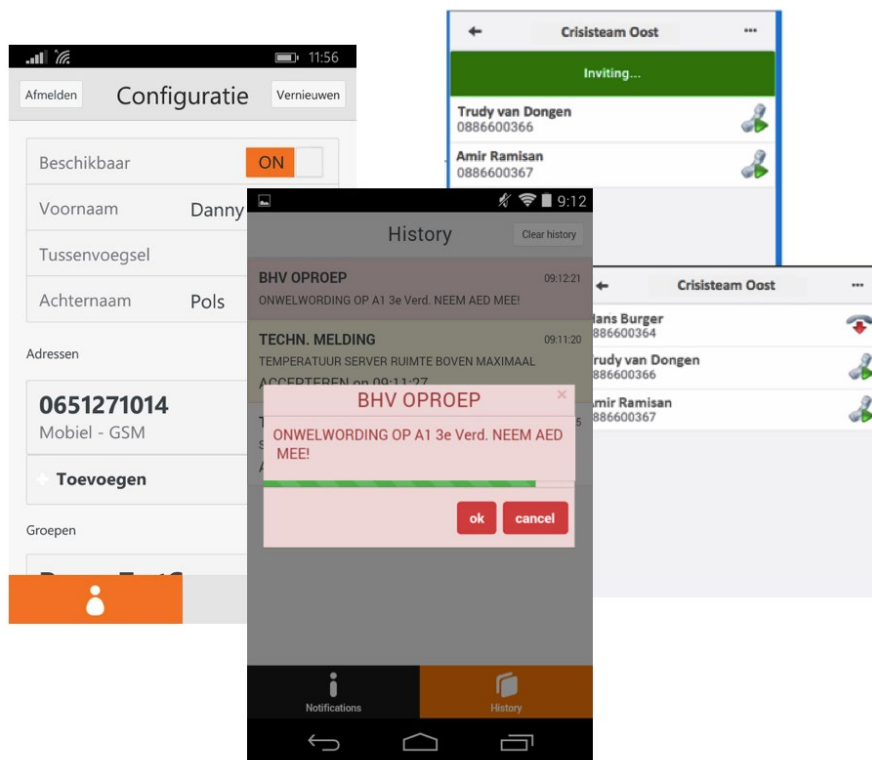 11:56
Afmelden Configuratie Vernieuwen
Beschikbaar ON
Voornaam Danny
Tussenvoegsel
Achternaam Pols
Adressen
0651271014
Mobiel - GSM
Toevoegen
Groepen
Crisisteam Oost
Inviting...
Trudy van Dongen
0886600366
Amir Ramisan
0886600367
9:12
History Clear history
BHV OPROEP 09:12:21
ONWELWORDING OP A1 3e Verd. NEEM AED MEE!
TECHN. MELDING 09:11:20
TEMPERATUUR SERVER RUIMTE BOVEN MAXIMAAL
ACCEPTEREN on 09:11:27
BHV OPROEP ×
ONWELWORDING OP A1 3e Verd. NEEM AED
MEE!
ok cancel
Notifications History
Crisisteam Oost
ans Burger
886600364
rudy van Dongen
886600366
mir Ramisan
886600367